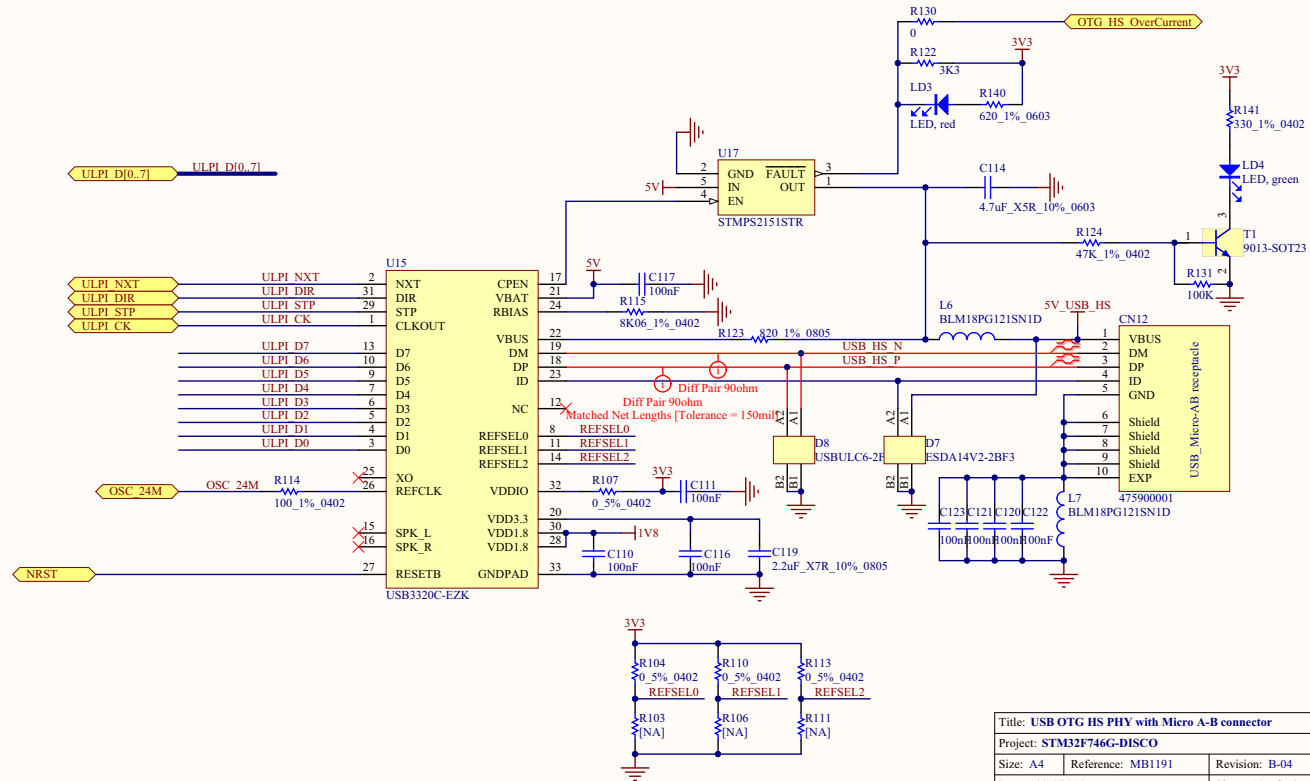 R130
0
OTG_HS_OverCurrent
R122
3K3
3V3
LD3
LED, red
R140
620_1%_0603
3V3
R141
330_1%_0402
LD4
LED, green
ULPI_D[0..7]
ULPI_D[0..7]
U17
2 GND FAULT 3
5V 5 IN OUT 1
4 EN
STMPS2151STR
C114
4.7uF_X5R_10%_0603
R124
47K_1%_0402
3
1
2
T1
9013-SOT23
R131
100K
U15
ULPI_NXT ULPI_NXT 2 NXT CPEN 17
ULPI_DIR ULPI_DIR 31 DIR VBAT 21
ULPI_STP ULPI_STP 29 STP RBIAS 24
ULPI_CK ULPI_CK 1 CLKOUT
VBUS 22
ULPI_D7 13 D7 DM 19
ULPI_D6 10 D6 DP 18
ULPI_D5 9 D5 ID 23
ULPI_D4 7 D4
ULPI_D3 6 D3 NC 12
ULPI_D2 5 D2
ULPI_D1 4 D1 REFSEL0 8 REFSEL0
ULPI_D0 3 D0 REFSEL1 11 REFSEL1
REFSEL2 14 REFSEL2
25 XO
OSC_24M OSC_24M 26 REFCLK VDDIO 32
R114
100_1%_0402
VDD3.3 20
15 SPK_L VDD1.8 30
16 SPK_R VDD1.8 28
NRST 27 RESETB GNDPAD 33
USB3320C-EZK
5V
C117
100nF
R115
8K06_1%_0402
R123 820_1%_0805
USB_HS_N
USB_HS_P
i
i
Diff Pair 90ohm
Diff Pair 90ohm
Matched Net Lengths [Tolerance = 150mil]
L6
BLM18PG121SN1D
5V_USB_HS
CN12
1 VBUS
2 DM
3 DP
4 ID
5 GND
6 Shield
7 Shield
8 Shield
9 Shield
10 EXP
USB_Micro-AB receptacle
475900001
A2 A1
B2 B1
D8
USBULC6-2F
A2 A1
B2 B1
D7
ESDA14V2-2BF3
3V3
R107
0_5%_0402
C111
100nF
1V8
C110
100nF
C116
100nF
C119
2.2uF_X7R_10%_0805
C123 C121 C120 C122
100nF 100nF 100nF 100nF
L7
BLM18PG121SN1D
3V3
R104
0_5%_0402
R110
0_5%_0402
R113
0_5%_0402
REFSEL0 REFSEL1 REFSEL2
R103
[NA]
R106
[NA]
R111
[NA]
Title: USB OTG HS PHY with Micro A-B connector
Project: STM32F746G-DISCO
Size: A4 Reference: MB1191 Revision: B-04